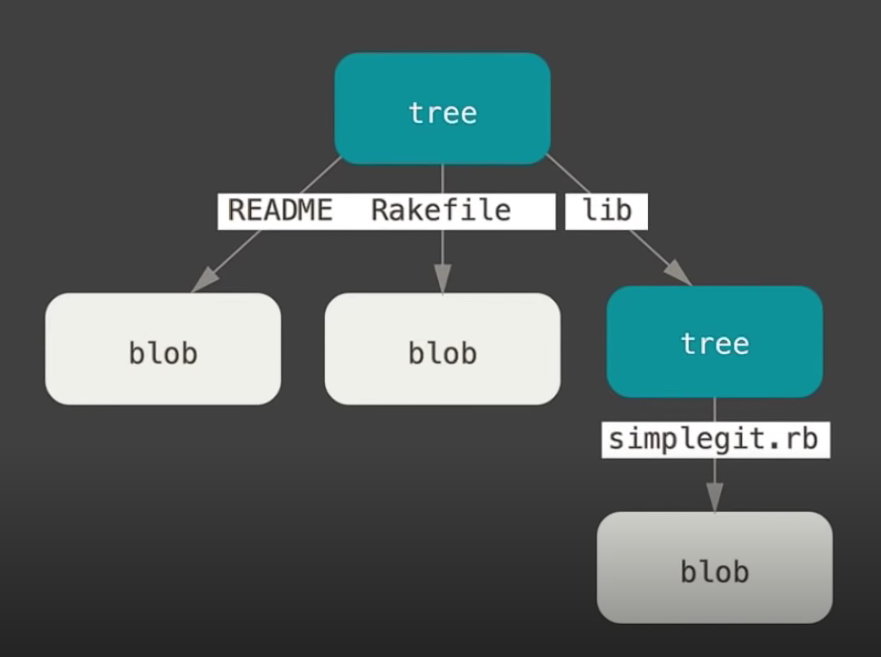 tree
README Rakefile lib
blob blob tree
simplegit.rb
blob